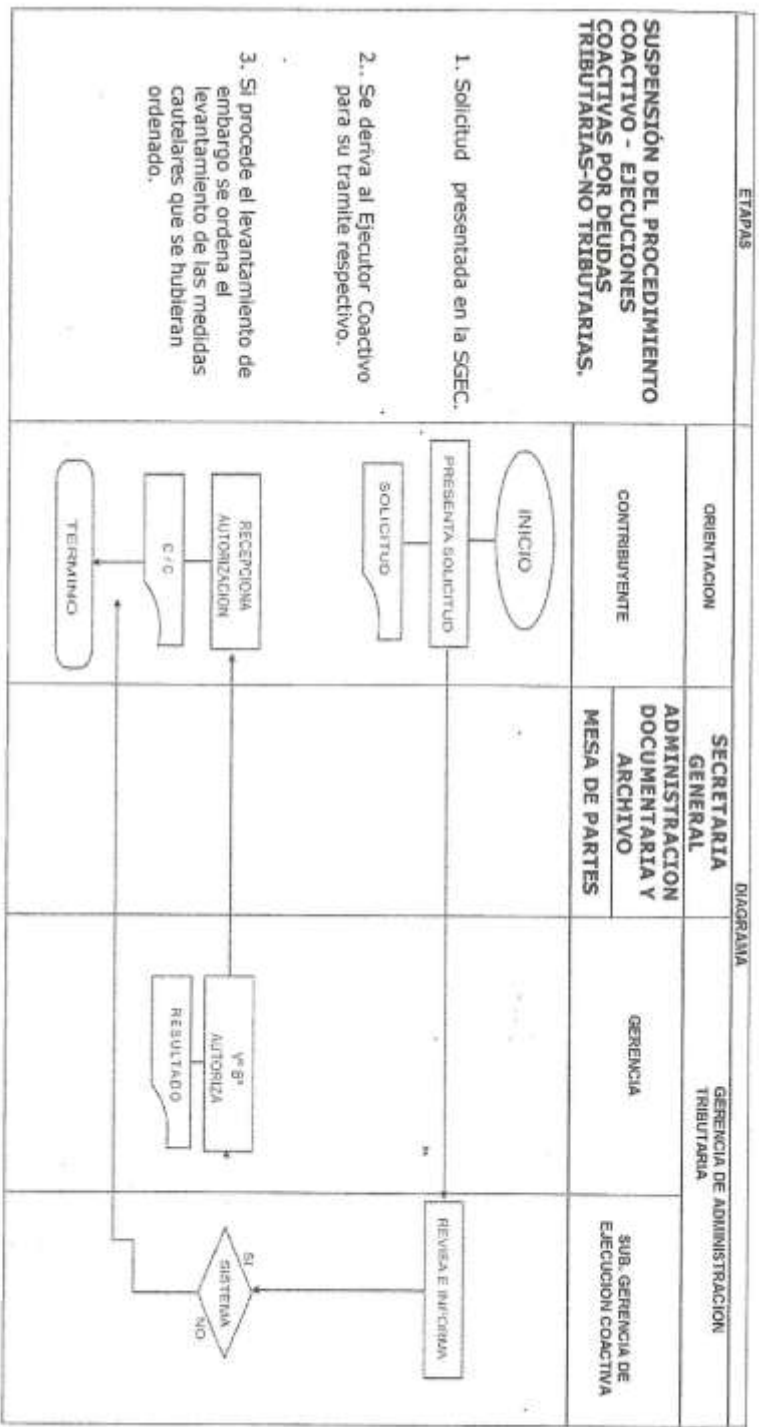 ETAPAS
DIAGRAMA
SUSPENSIÓN DEL PROCEDIMIENTO
COACTIVO - EJECUCIONES
COACTIVAS POR DEUDAS
TRIBUTARIAS-NO TRIBUTARIAS.
1. Solicitud presentada en la SGEC.
2.. Se deriva al Ejecutor Coactivo
para su tramite respectivo.
3. Si procede el levantamiento de
embargo se ordena el
levantamiento de las medidas
cautelares que se hubieran
ordenado.
ORIENTACION
CONTRIBUYENTE
SECRETARIA
GENERAL
ADMINISTRACION
DOCUMENTARIA Y
ARCHIVO
MESA DE PARTES
GERENCIA DE ADMINISTRACION
TRIBUTARIA
GERENCIA
SUB. GERENCIA DE
EJECUCION COACTIVA
INICIO
PRESENTA SOLICITUD
SOLICITUD
REVISA E INFORMA
SISTEMA
SI
NO
Vº Bº
AUTORIZA
RESULTADO
RECEPCIONA
AUTORIZACION
C / C
TERMINO